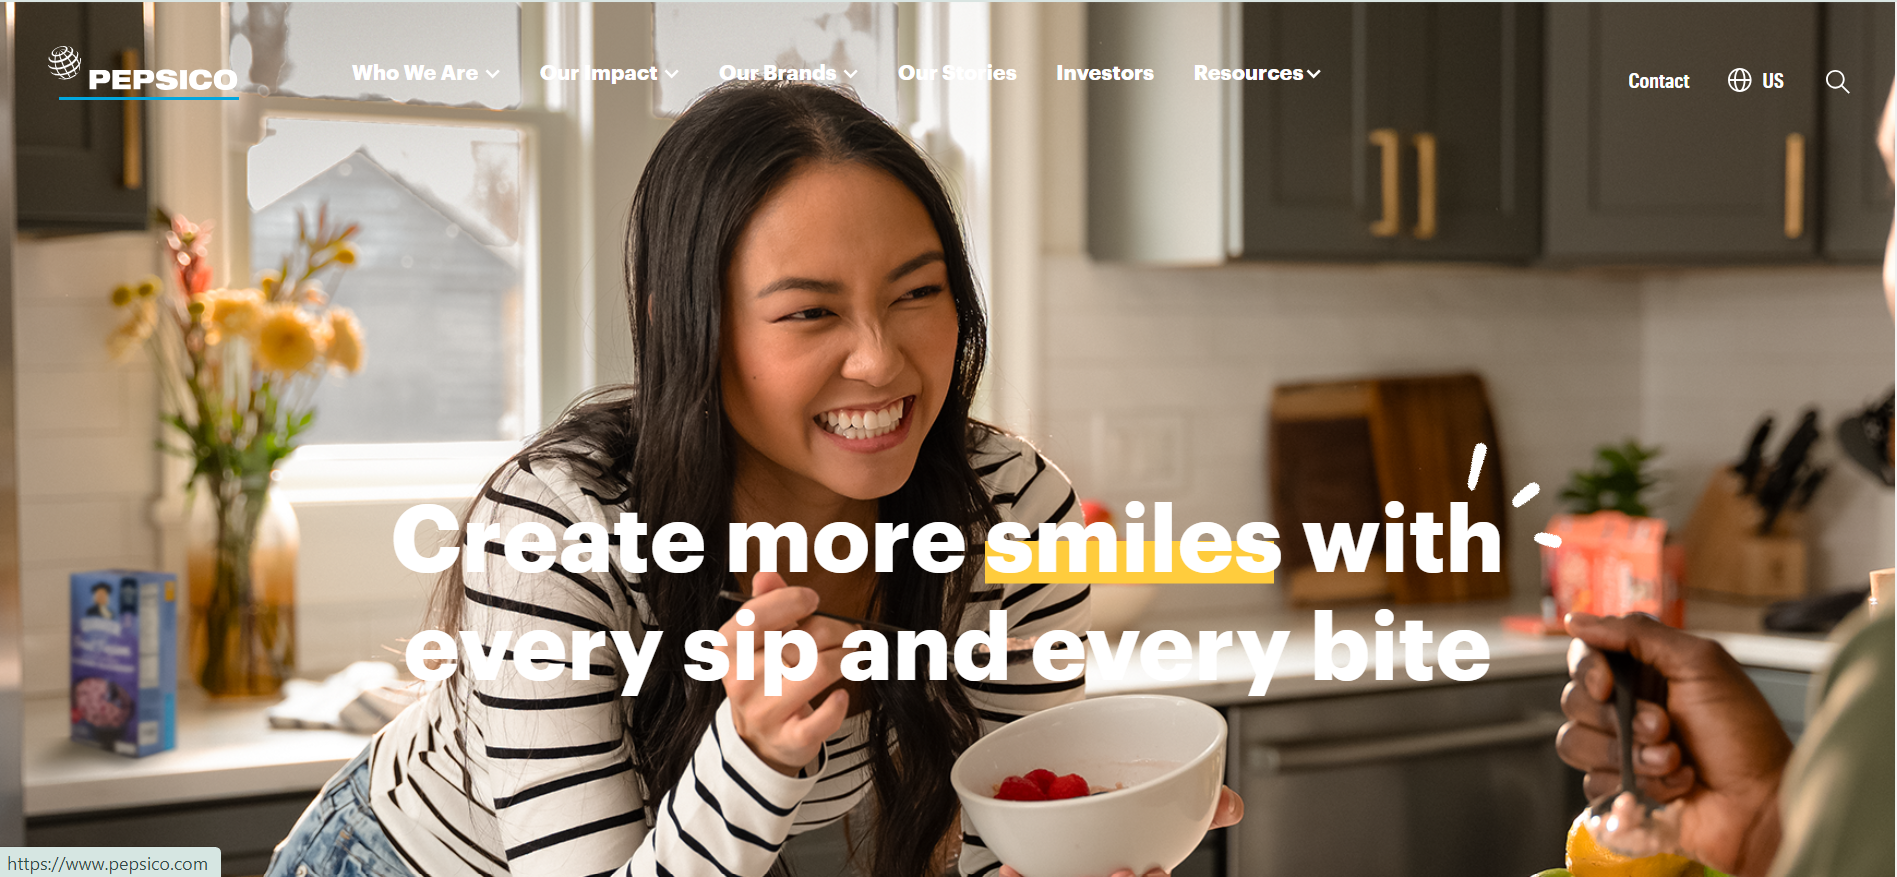 PEPSICO
Who We Are
Our Impact
Our Brands
Our Stories
Investors
Resources
Contact
US
Create more smiles with
every sip and every bite
https://www.pepsico.com